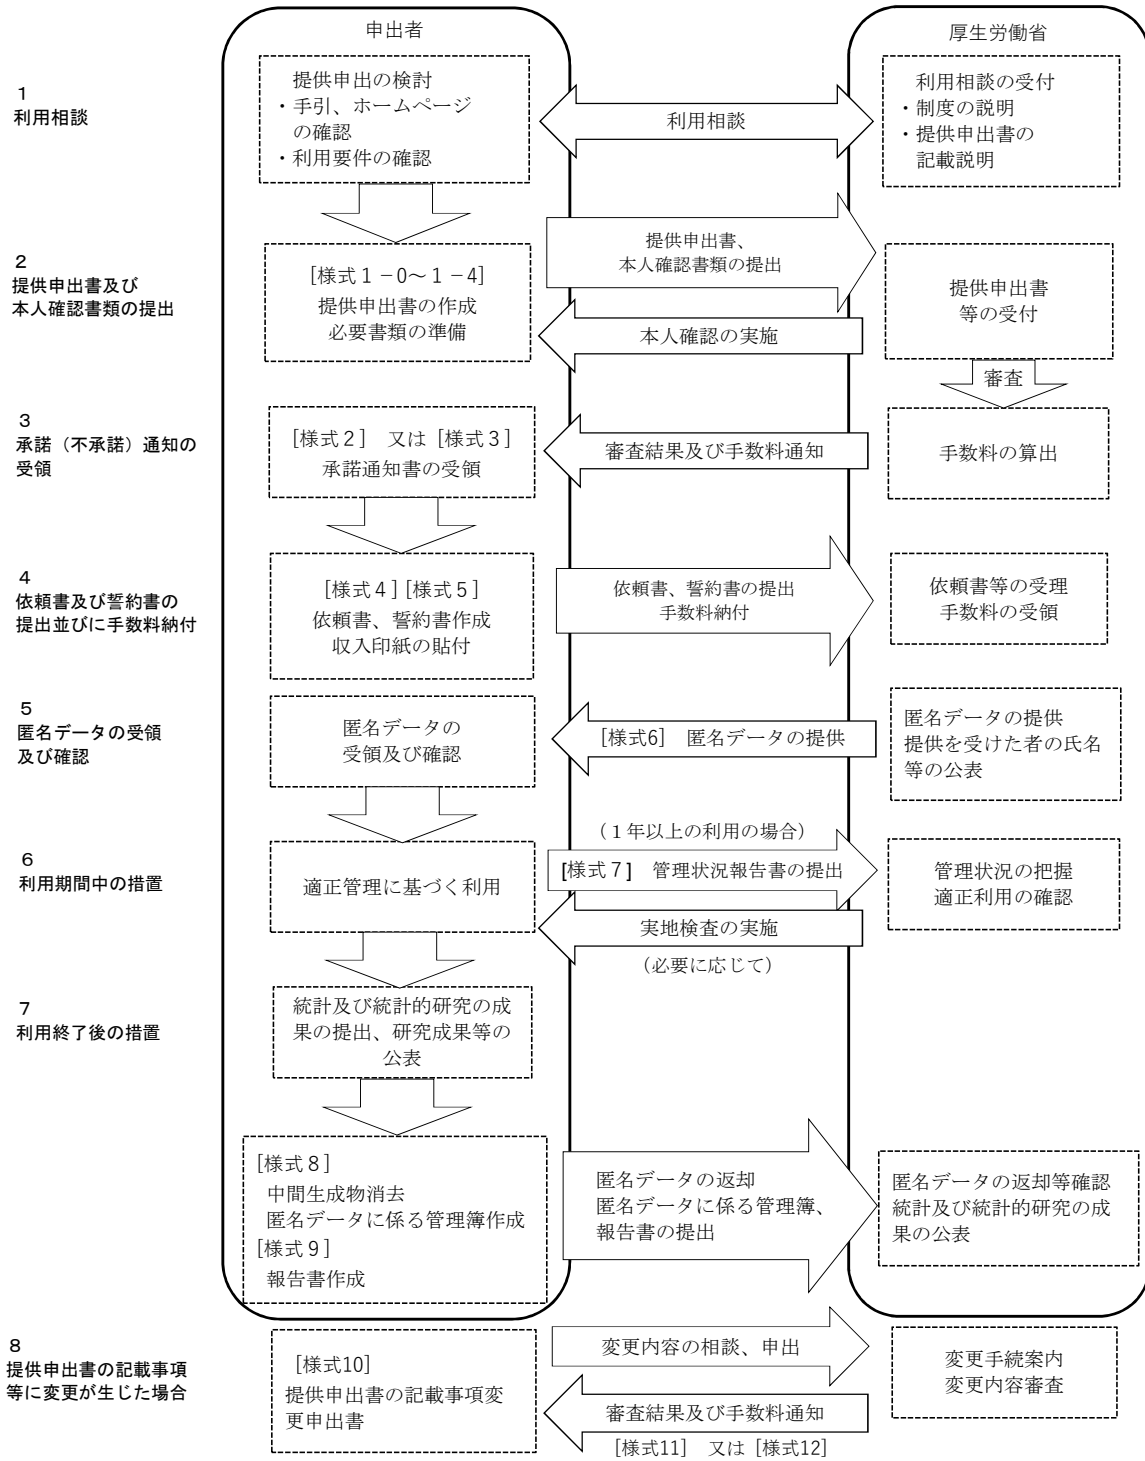 申出者
厚生労働省
1
利用相談
提供申出の検討
・手引、ホームページ
の確認
・利用要件の確認
利用相談
利用相談の受付
・制度の説明
・提供申出書の
記載説明
2
提供申出書及び
本人確認書類の提出
[様式１－0～１－4]
提供申出書の作成
必要書類の準備
提供申出書、
本人確認書類の提出
本人確認の実施
提供申出書
等の受付
審査
3
承諾（不承諾）通知の
受領
[様式２]　又は [様式３]
承諾通知書の受領
審査結果及び手数料通知
手数料の算出
4
依頼書及び誓約書の
提出並びに手数料納付
[様式４] [様式５]
依頼書、誓約書作成
収入印紙の貼付
依頼書、誓約書の提出
手数料納付
依頼書等の受理
手数料の受領
5
匿名データの受領
及び確認
匿名データの
受領及び確認
[様式6]　匿名データの提供
匿名データの提供
提供を受けた者の氏名
等の公表
6
利用期間中の措置
適正管理に基づく利用
（１年以上の利用の場合）
[様式７]　管理状況報告書の提出
実地検査の実施
（必要に応じて）
管理状況の把握
適正利用の確認
7
利用終了後の措置
統計及び統計的研究の成
果の提出、研究成果等の
公表
[様式８]
中間生成物消去
匿名データに係る管理簿作成
[様式９]
報告書作成
匿名データの返却
匿名データに係る管理簿、
報告書の提出
匿名データの返却等確認
統計及び統計的研究の成
果の公表
8
提供申出書の記載事項
等に変更が生じた場合
[様式10]
提供申出書の記載事項変
更申出書
変更内容の相談、申出
審査結果及び手数料通知
[様式11]　又は [様式12]
変更手続案内
変更内容審査